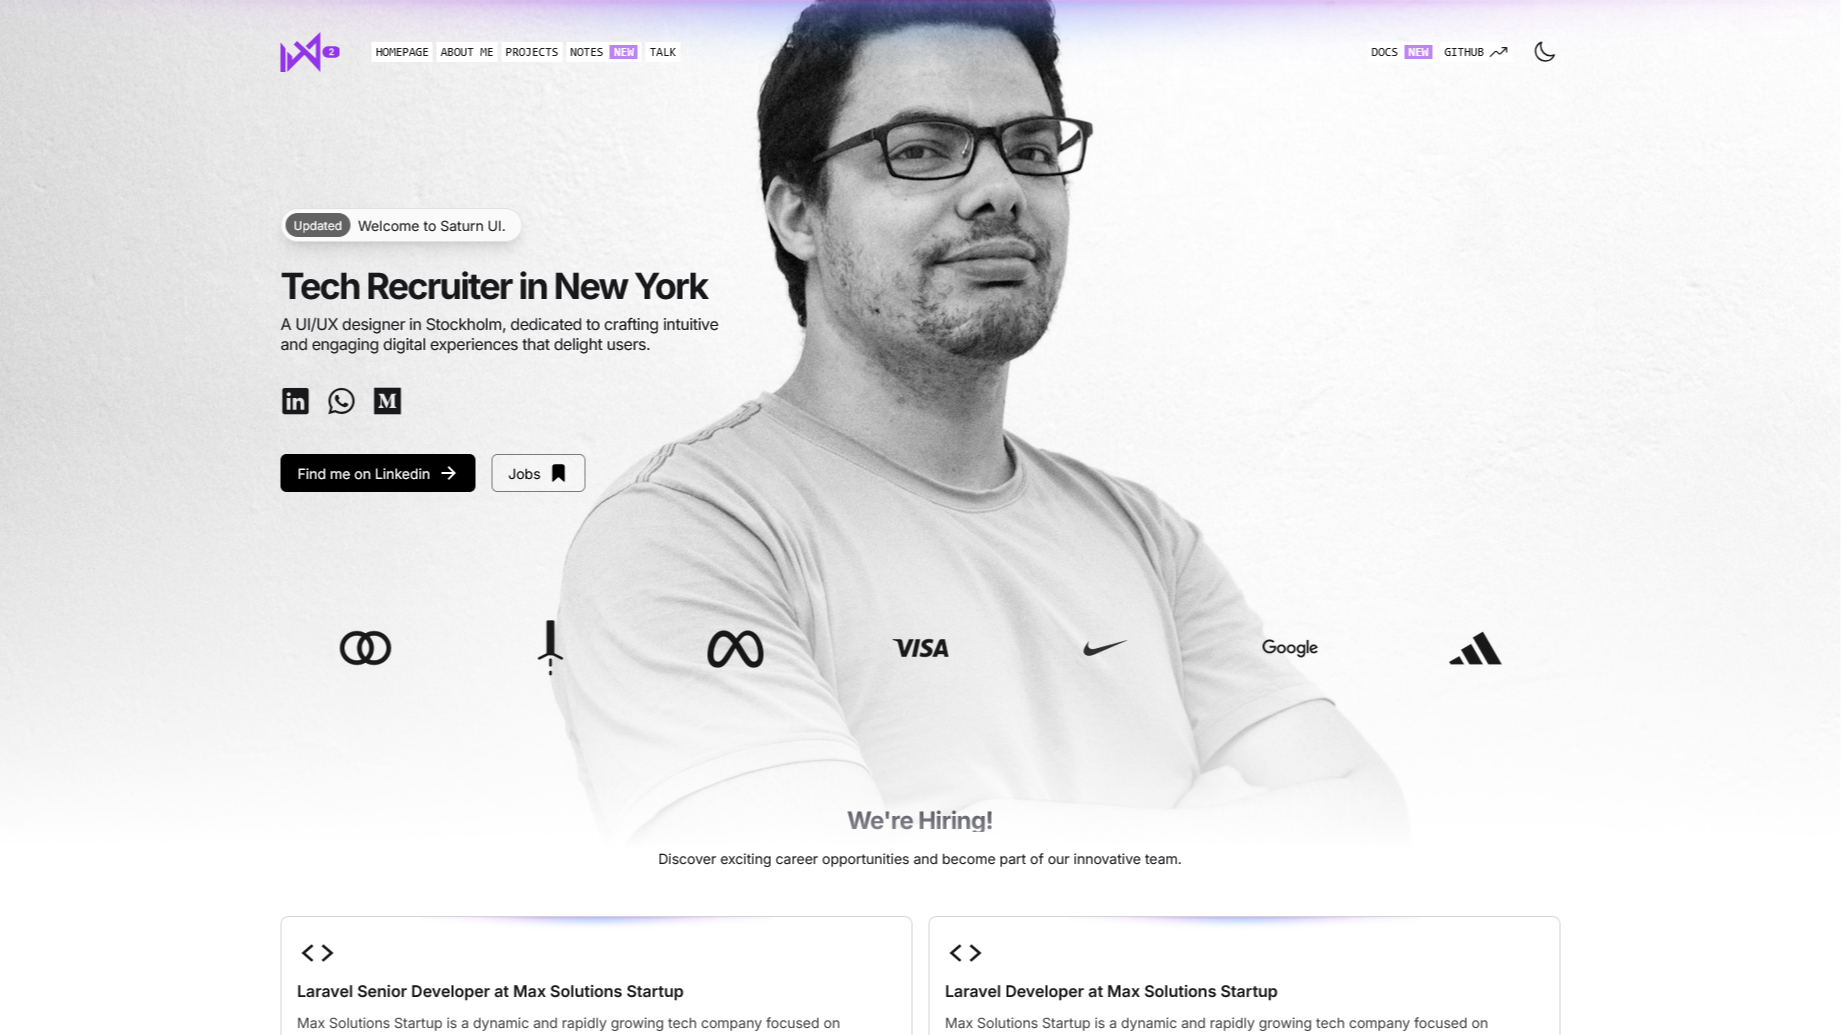 2
HOMEPAGE ABOUT ME PROJECTS NOTES NEW TALK
DOCS NEW GITHUB
Updated Welcome to Saturn UI.
Tech Recruiter in New York
A UI/UX designer in Stockholm, dedicated to crafting intuitive
and engaging digital experiences that delight users.
in M
Find me on Linkedin
Jobs
VISA
Google
We're Hiring!
Discover exciting career opportunities and become part of our innovative team.
Laravel Senior Developer at Max Solutions Startup
Max Solutions Startup is a dynamic and rapidly growing tech company focused on
Laravel Developer at Max Solutions Startup
Max Solutions Startup is a dynamic and rapidly growing tech company focused on